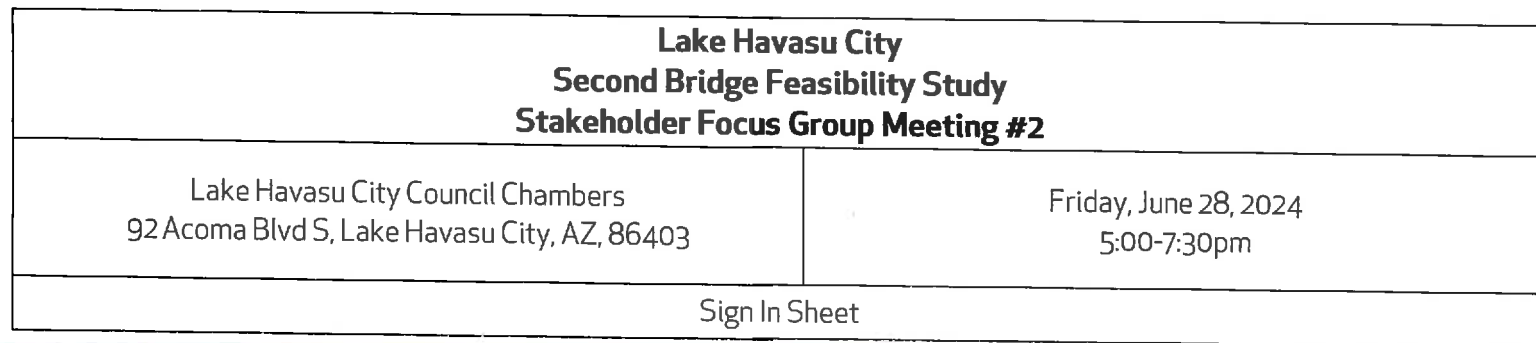 Lake Havasu City
Second Bridge Feasibility Study
Stakeholder Focus Group Meeting #2
Lake Havasu City Council Chambers
92 Acoma Blvd S, Lake Havasu City, AZ, 86403
Friday, June 28, 2024
5:00-7:30pm
Sign In Sheet